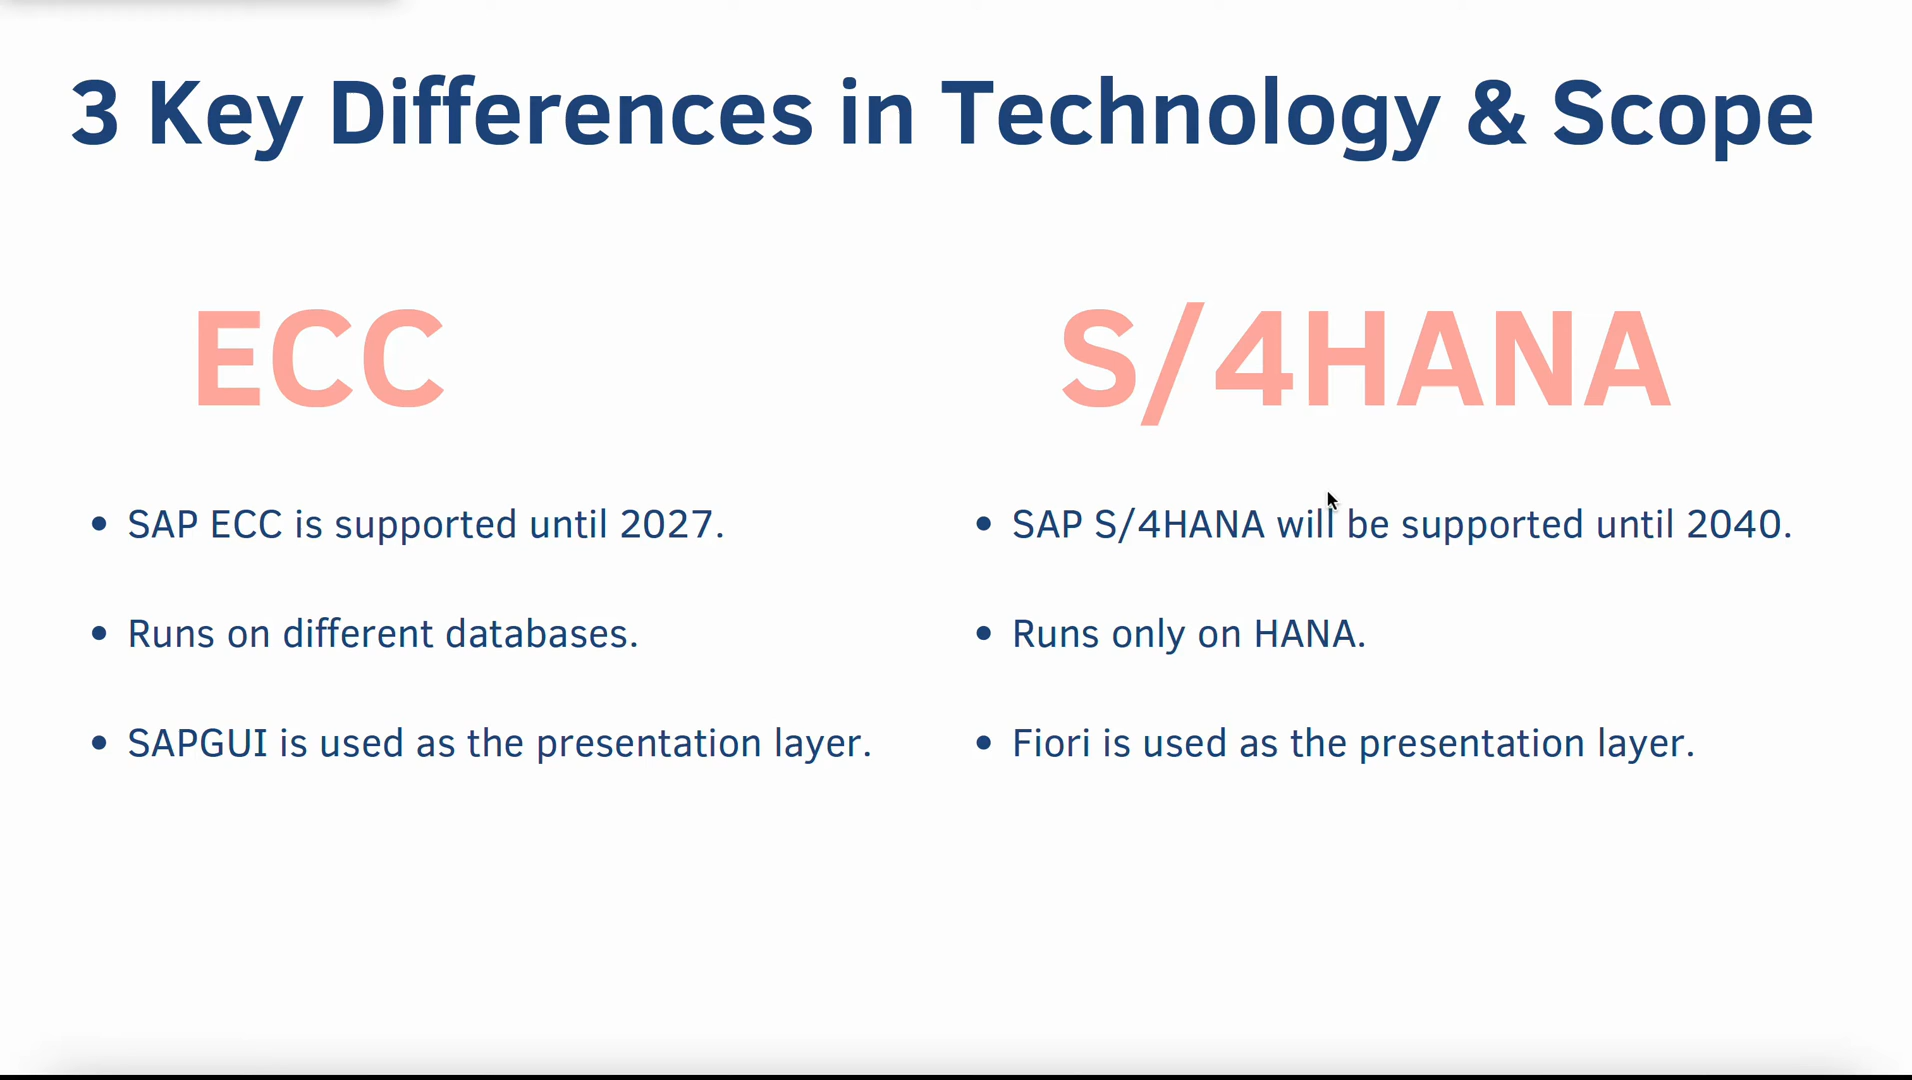 3 Key Differences in Technology & Scope
ECC
• SAP ECC is supported until 2027.
• Runs on different databases.
• SAPGUI is used as the presentation layer.
S/4HANA
• SAP S/4HANA will be supported until 2040.
• Runs only on HANA.
• Fiori is used as the presentation layer.